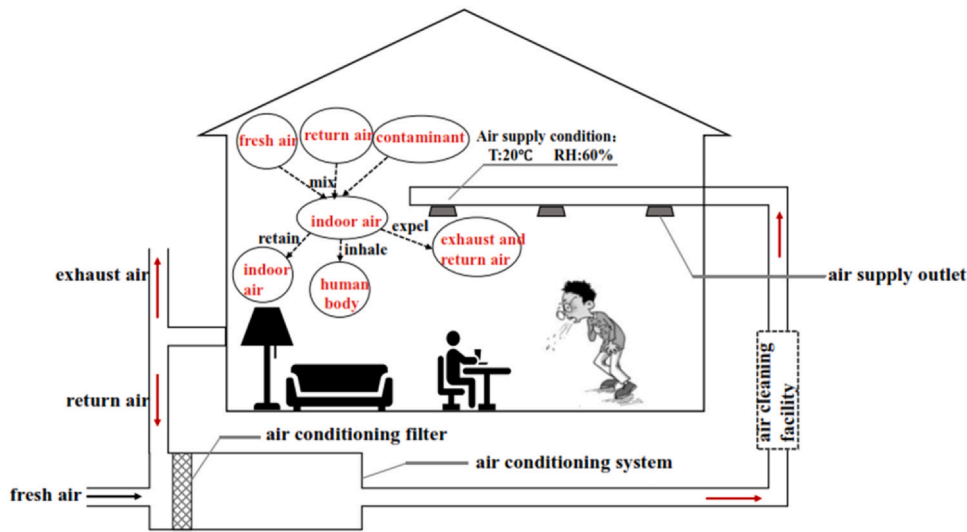 fresh air
return air
contaminant
Air supply condition:
T:20℃ RH:60%
mix
indoor air
retain
inhale
expel
exhaust and
return air
indoor
air
human
body
exhaust air
air supply outlet
return air
air cleaning
facility
air conditioning filter
air conditioning system
fresh air